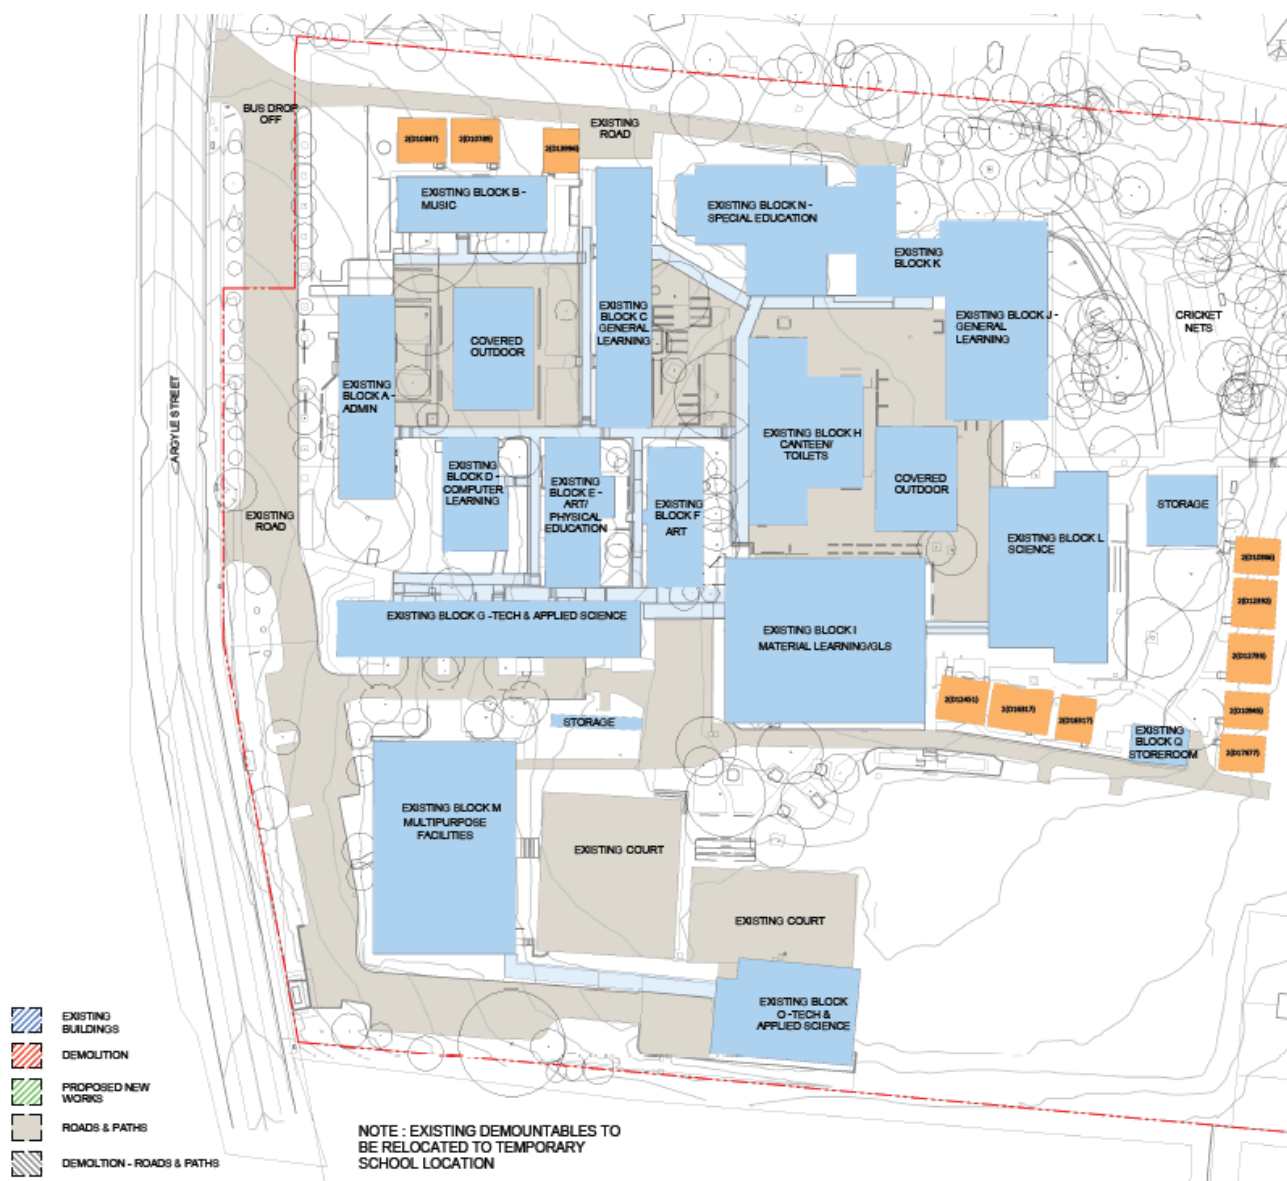 BUS DROP
OFF
EXISTING
ROAD
EXISTING BLOCK B -
MUSIC
EXISTING BLOCK N -
SPECIAL EDUCATION
EXISTING
BLOCK K
EXISTING
BLOCK C
GENERAL
LEARNING
COVERED
OUTDOOR
EXISTING BLOCK J -
GENERAL
LEARNING
CRICKET
NETS
EXISTING
BLOCK A -
ADMIN
ARGYLE STREET
EXISTING BLOCK H
CANTEEN/
TOILETS
EXISTING
BLOCK D -
COMPUTER
LEARNING
EXISTING
BLOCK E -
ART/
PHYSICAL
EDUCATION
EXISTING
BLOCK F
ART
COVERED
OUTDOOR
STORAGE
EXISTING
ROAD
EXISTING BLOCK L
SCIENCE
EXISTING BLOCK G -TECH & APPLIED SCIENCE
EXISTING BLOCK I
MATERIAL LEARNING/GLS
STORAGE
EXISTING
BLOCK Q
STOREROOM
EXISTING BLOCK M
MULTIPURPOSE
FACILITIES
EXISTING COURT
EXISTING COURT
EXISTING BLOCK
O -TECH &
APPLIED SCIENCE
EXISTING
BUILDINGS
DEMOLITION
PROPOSED NEW
WORKS
ROADS & PATHS
DEMOLTION - ROADS & PATHS
NOTE : EXISTING DEMOUNTABLES TO
BE RELOCATED TO TEMPORARY
SCHOOL LOCATION